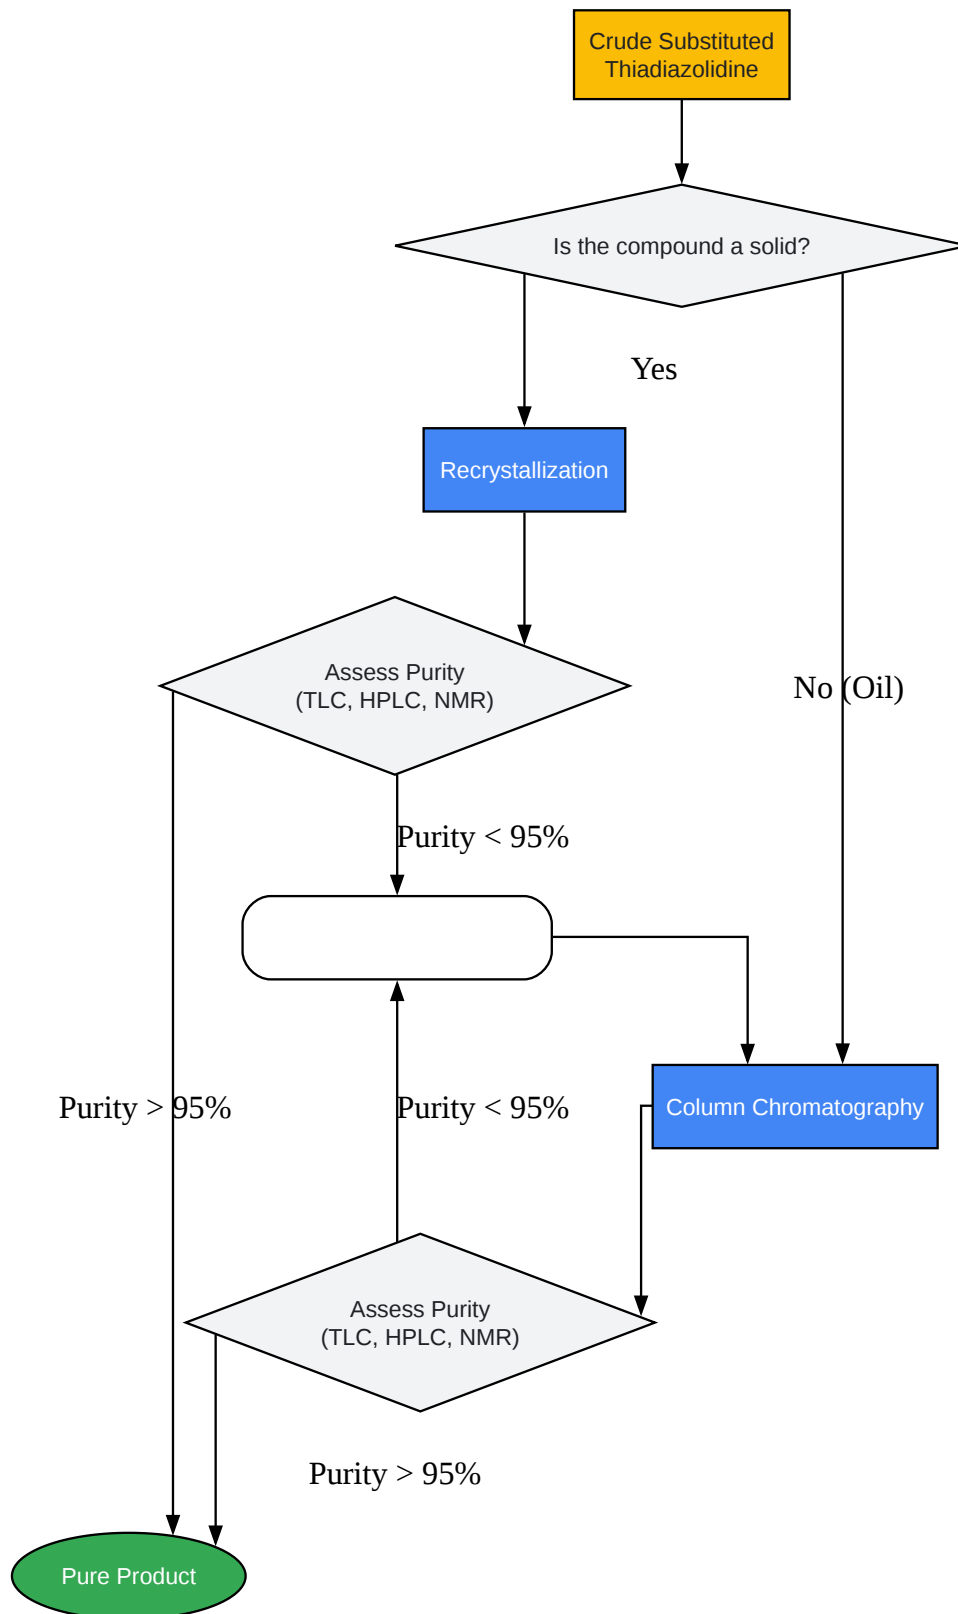 Crude Substituted
Thiadiazolidine
Is the compound a solid?
Yes
Recrystallization
Assess Purity
(TLC, HPLC, NMR)
No (Oil)
Purity < 95%
Purity > 95%
Purity < 95%
Column Chromatography
Assess Purity
(TLC, HPLC, NMR)
Purity > 95%
Pure Product